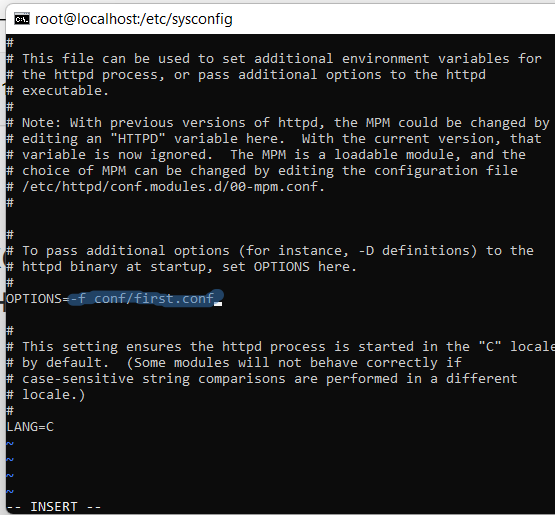 root@localhost:/etc/sysconfig
#
# This file can be used to set additional environment variables for
# the httpd process, or pass additional options to the httpd
# executable.
#
# Note: With previous versions of httpd, the MPM could be changed by
# editing an "HTTPD" variable here.  With the current version, that
# variable is now ignored.  The MPM is a loadable module, and the
# choice of MPM can be changed by editing the configuration file
# /etc/httpd/conf.modules.d/00-mpm.conf.
#
#
# To pass additional options (for instance, -D definitions) to the
# httpd binary at startup, set OPTIONS here.
#
OPTIONS=-f conf/first.conf
#
# This setting ensures the httpd process is started in the "C" locale
# by default.  (Some modules will not behave correctly if
# case-sensitive string comparisons are performed in a different
# locale.)
#
LANG=C
~
~
~
~
-- INSERT --